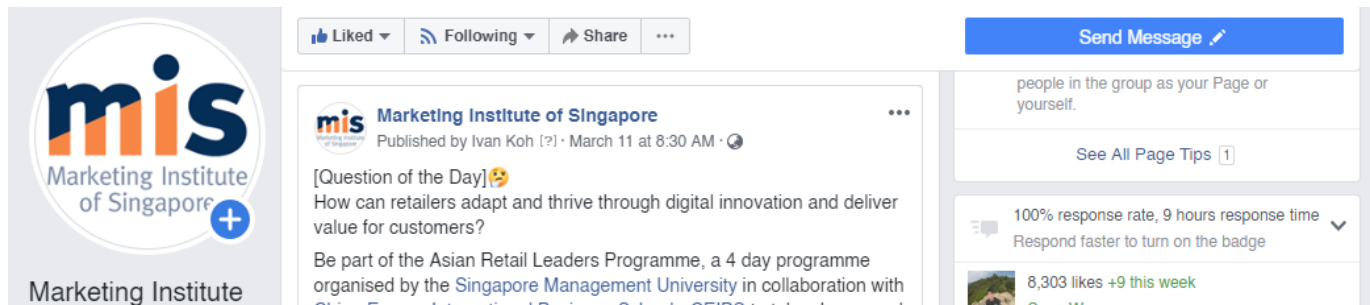 mis
Marketing Institute
of Singapore
Marketing Institute
Liked
Following
Share
Send Message
mis
Marketing Institute of Singapore
Published by Ivan Koh [?] · March 11 at 8:30 AM ·
[Question of the Day]🤔
How can retailers adapt and thrive through digital innovation and deliver
value for customers?
Be part of the Asian Retail Leaders Programme, a 4 day programme
organised by the Singapore Management University in collaboration with
people in the group as your Page or
yourself.
See All Page Tips 1
100% response rate, 9 hours response time
Respond faster to turn on the badge
8,303 likes +9 this week